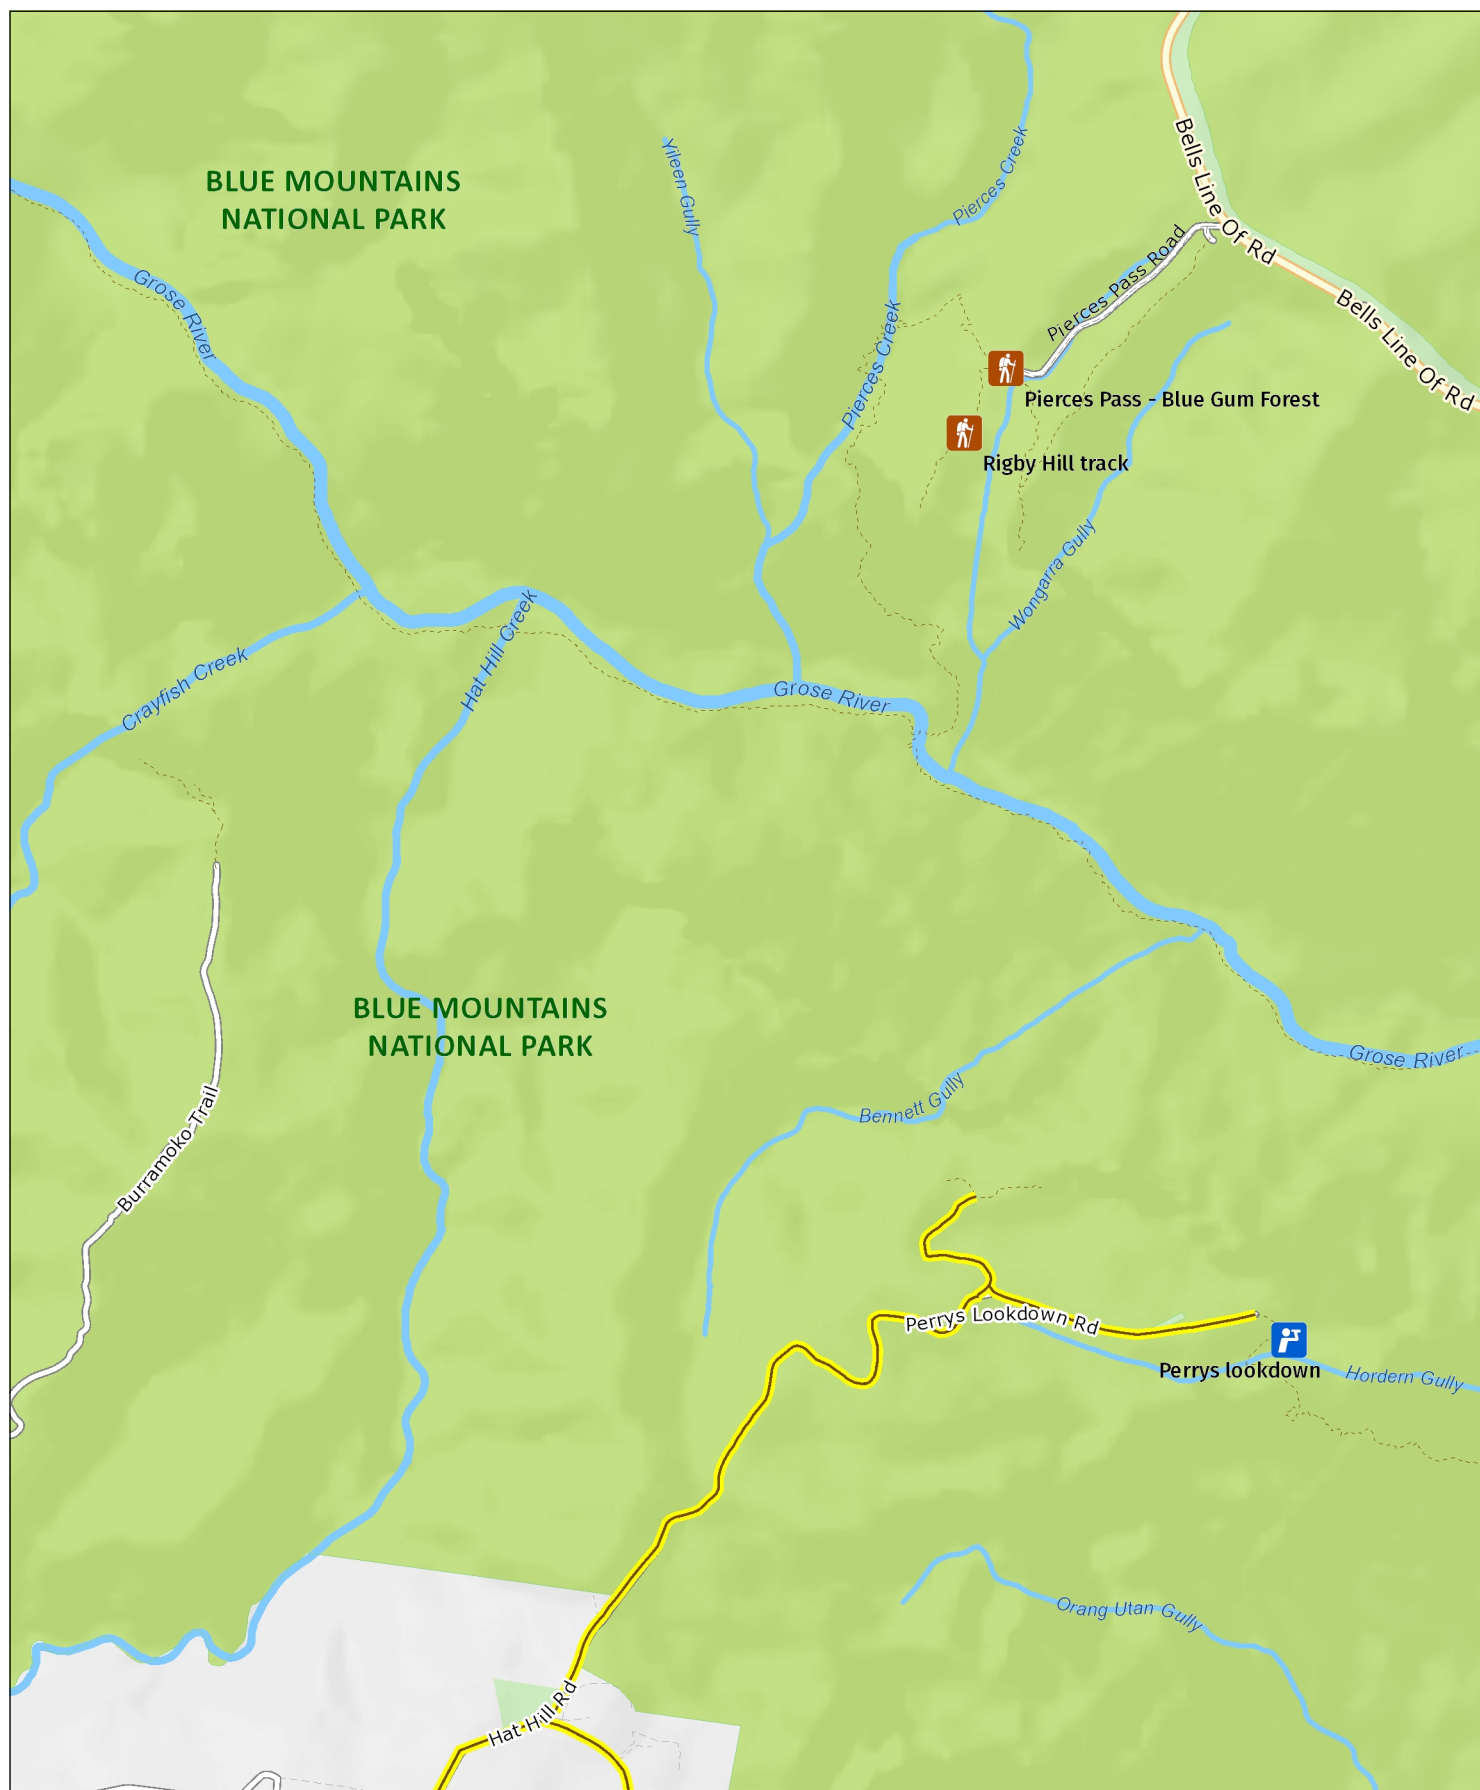 Pierces Creek
Bells Line Of Rd
Yileen Gully
BLUE MOUNTAINS
NATIONAL PARK
Pierces Pass Road
Grose River
Bells Line Of Rd
Pierces Creek
Pierces Pass - Blue Gum Forest
Rigby Hill track
Wongarra Gully
Hat Hill Creek
Crayfish Creek
Grose River
BLUE MOUNTAINS
NATIONAL PARK
Grose River
Bennett Gully
Burramoko Trail
Perrys Lookdown Rd
Perrys lookdown
Hordern Gully
Orang Utan Gully
Hat Hill Rd